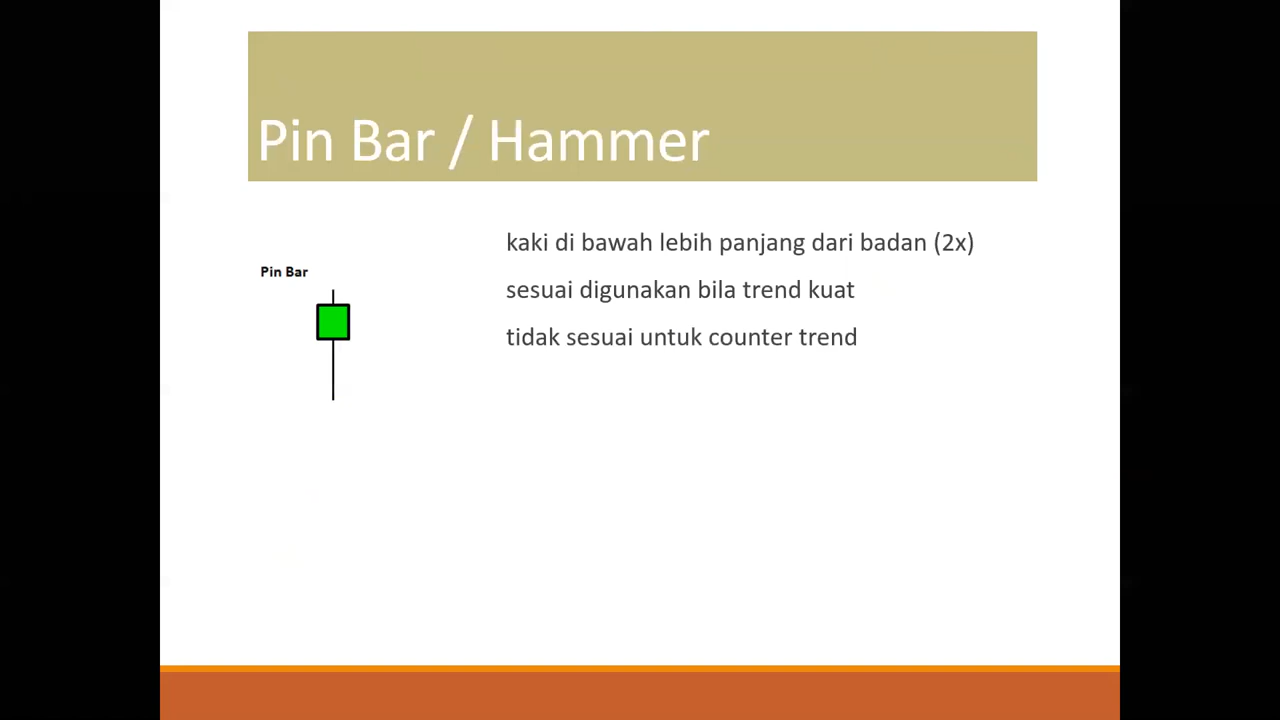 Pin Bar / Hammer
kaki di bawah lebih panjang dari badan (2x)
Pin Bar
sesuai digunakan bila trend kuat
tidak sesuai untuk counter trend